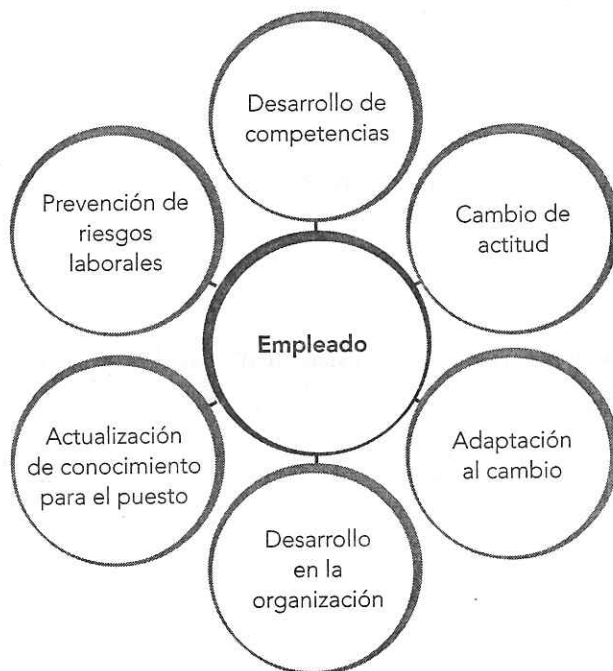 Desarrollo de
competencias
Prevención de
riesgos
laborales
Cambio de
actitud
Empleado
Actualización
de conocimiento
para el puesto
Adaptación
al cambio
Desarrollo
en la
organización